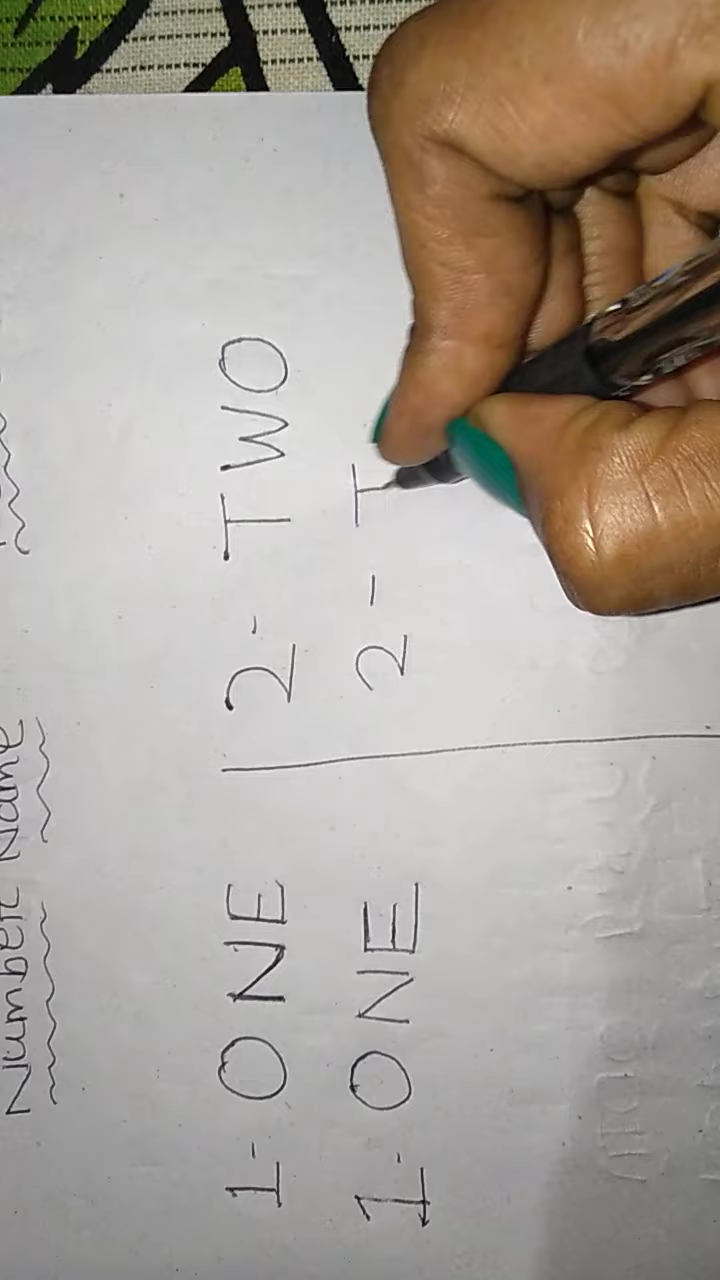 Number Name
1- ONE | 2- TWO
1- ONE | 2 - T